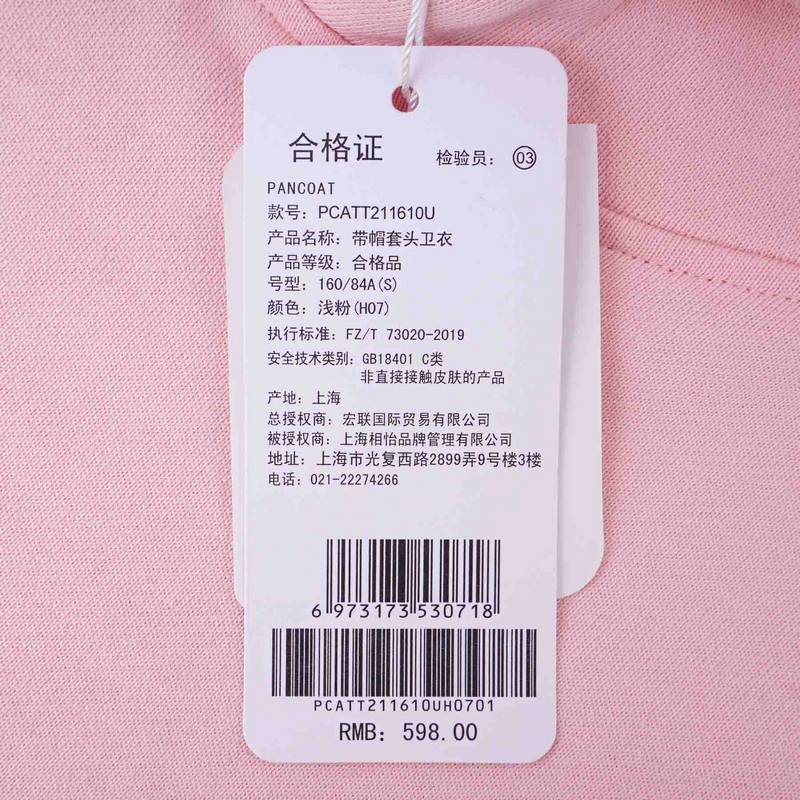 合格证 检验员：03
PANCOAT
款号：PCATT211610U
产品名称：带帽套头卫衣
产品等级：合格品
号型：160/84A(S)
颜色：浅粉(H07)
执行标准：FZ/T 73020-2019
安全技术类别：GB18401 C类
非直接接触皮肤的产品
产地：上海
总授权商：宏联国际贸易有限公司
被授权商：上海相怡品牌管理有限公司
地址：上海市光复西路2899弄9号楼3楼
电话：021-22274266
6 973173 530718
PCATT211610UH0701
RMB：598.00